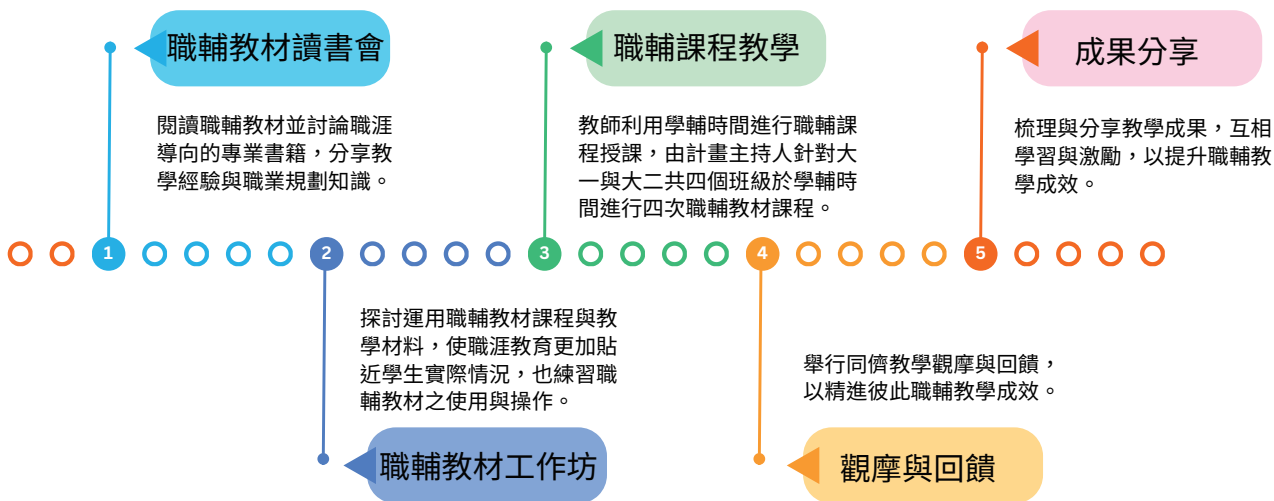 職輔教材讀書會
閱讀職輔教材並討論職涯
導向的專業書籍，分享教
學經驗與職業規劃知識。
職輔課程教學
教師利用學輔時間進行職輔課
程授課，由計畫主持人針對大
一與大二共四個班級於學輔時
間進行四次職輔教材課程。
成果分享
梳理與分享教學成果，互相
學習與激勵，以提升職輔教
學成效。
1
2
3
4
5
探討運用職輔教材課程與教
學材料，使職涯教育更加貼
近學生實際情況，也練習職
輔教材之使用與操作。
職輔教材工作坊
舉行同儕教學觀摩與回饋，
以精進彼此職輔教學成效。
觀摩與回饋